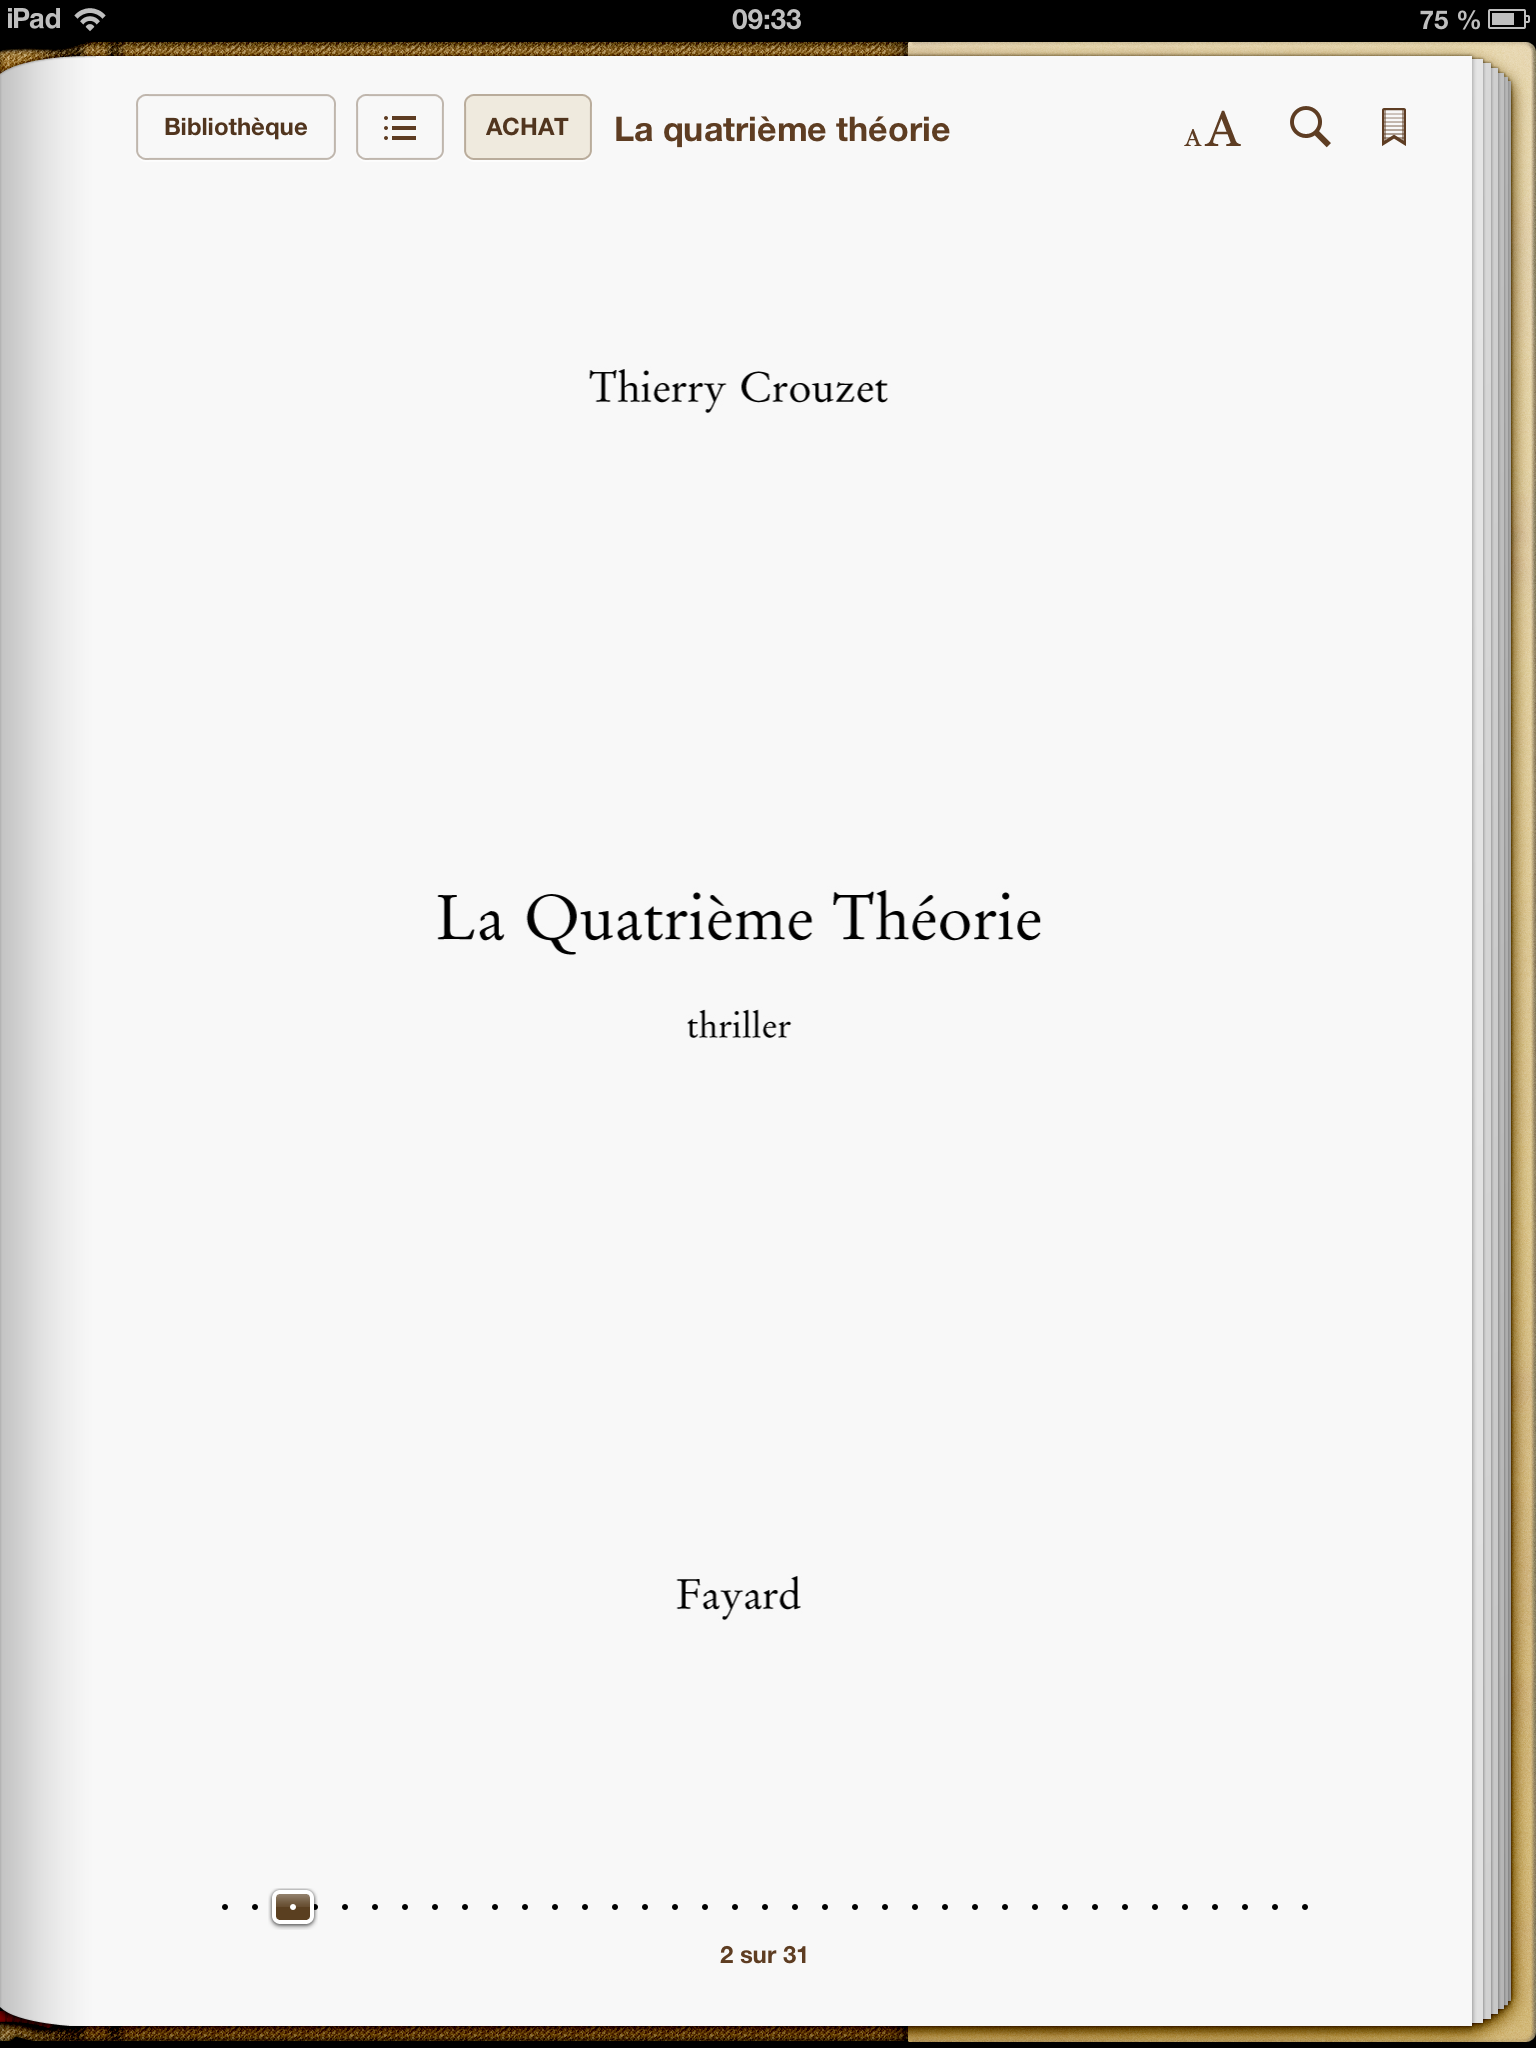 iPad 09:33 75 %
Bibliothèque ACHAT La quatrième théorie AA
Thierry Crouzet
La Quatrième Théorie
thriller
Fayard
2 sur 31